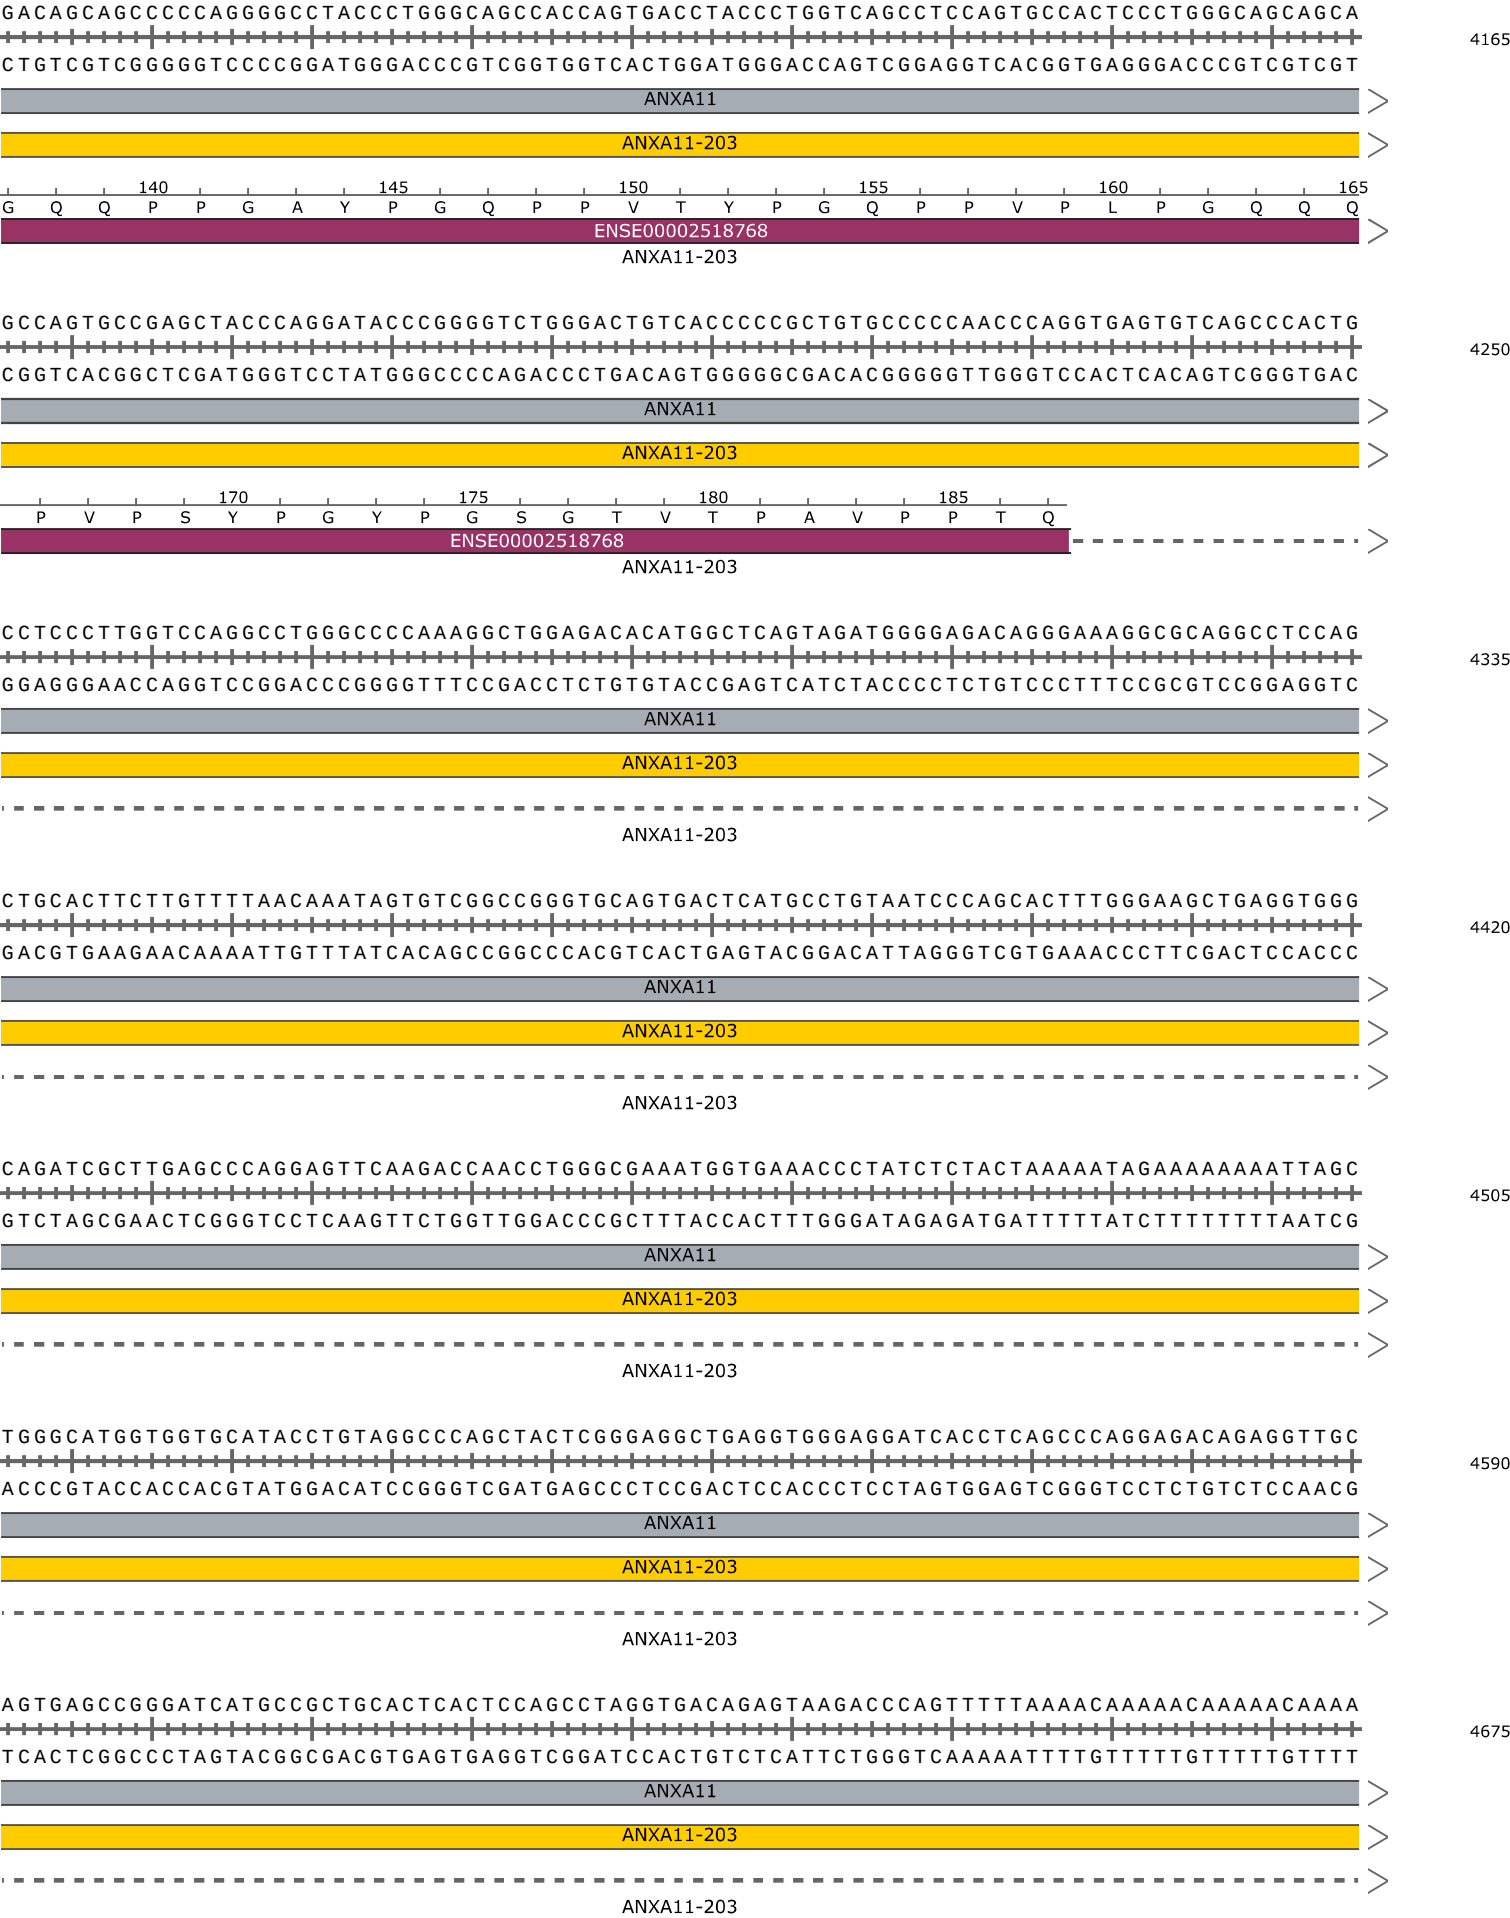 GACAGCAGCCCCCAGGGGCCTACCCTGGGCAGCCACCAGTGACCTACCCTGGTCAGCCTCCAGTGCCACTCCCTGGGCAGCAGCA
4165
CTGTCGTCGGGGGTCCCCGGATGGGACCCGTCGGTGGTCACTGGATGGGACCAGTCGGAGGTCACGGTGAGGGACCCGTCGTCGT
ANXA11
ANXA11-203
140 145 150 155 160 165
G Q Q P P G A Y P G Q P P V T Y P G Q P P V P L P G Q Q Q
ENSE00002518768
ANXA11-203
GCCAGTGCCGAGCTACCCAGGATACCCGGGGTCTGGGACTGTCACCCCCGCTGTGCCCCCAACCCAGGTGAGTGTCAGCCCACTG
4250
CGGTCACGGCTCGATGGGTCCTATGGGCCCCAGACCCTGACAGTGGGGGCGACACGGGGGTTGGGTCCACTCACAGTCGGGTGAC
ANXA11
ANXA11-203
170 175 180 185
P V P S Y P G Y P G S G T V T P A V P P T Q
ENSE00002518768
ANXA11-203
CCTCCCTTGGTCCAGGCCTGGGCCCCAAAGGCTGGAGACACATGGCTCAGTAGATGGGGAGACAGGGAAAGGCGCAGGCCTCCAG
4335
GGAGGGAACCAGGTCCGGACCCGGGGTTTCCGACCTCTGTGTACCGAGTCATCTACCCCTCTGTCCCTTTCCGCGTCCGGAGGTC
ANXA11
ANXA11-203
ANXA11-203
CTGCACTTCTTGTTTTAACAAATAGTGTCGGCCGGGTGCAGTGACTCATGCCTGTAATCCCAGCACTTTGGGAAGCTGAGGTGGG
4420
GACGTGAAGAACAAAATTGTTTATCACAGCCGGCCCACGTCACTGAGTACGGACATTAGGGTCGTGAAACCCTTCGACTCCACCC
ANXA11
ANXA11-203
ANXA11-203
CAGATCGCTTGAGCCCAGGAGTTCAAGACCAACCTGGGCGAAATGGTGAAACCCTATCTCTACTAAAAATAGAAAAAAAATTAGC
4505
GTCTAGCGAACTCGGGTCCTCAAGTTCTGGTTGGACCCGCTTTACCACTTTGGGATAGAGATGATTTTTATCTTTTTTTTAATCG
ANXA11
ANXA11-203
ANXA11-203
TGGGCATGGTGGTGCATACCTGTAGGCCCAGCTACTCGGGAGGCTGAGGTGGGAGGATCACCTCAGCCCAGGAGACAGAGGTTGC
4590
ACCCGTACCACCACGTATGGACATCCGGGTCGATGAGCCCTCCGACTCCACCCTCCTAGTGGAGTCGGGTCCTCTGTCTCCAACG
ANXA11
ANXA11-203
ANXA11-203
AGTGAGCCGGGATCATGCCGCTGCACTCACTCCAGCCTAGGTGACAGAGTAAGACCCAGTTTTTAAAACAAAAACAAAAACAAAA
4675
TCACTCGGCCCTAGTACGGCGACGTGAGTGAGGTCGGATCCACTGTCTCATTCTGGGTCAAAAATTTTGTTTTTGTTTTTGTTTT
ANXA11
ANXA11-203
ANXA11-203